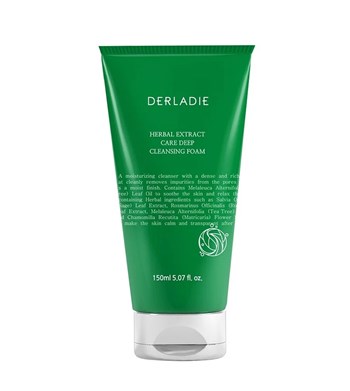 DERLADIE
HERBAL EXTRACT
CARE DEEP
CLEANSING FOAM
A moisturizing cleanser with a dense and rich
cleanly removes impurities from the pores
a moist finish. Contains Melaleuca Alternifolia
Leaf Oil to soothe the skin and relax
containing Herbal ingredients such as Salvia
Leaf Extract, Rosmarinus Officinalis
Leaf Extract, Melaleuca Alternifolia (Tea Tree)
and Chamomilla Recutita (Matricaria) Flower
make the skin calm and transparent after
150ml 5.07 fl. oz.